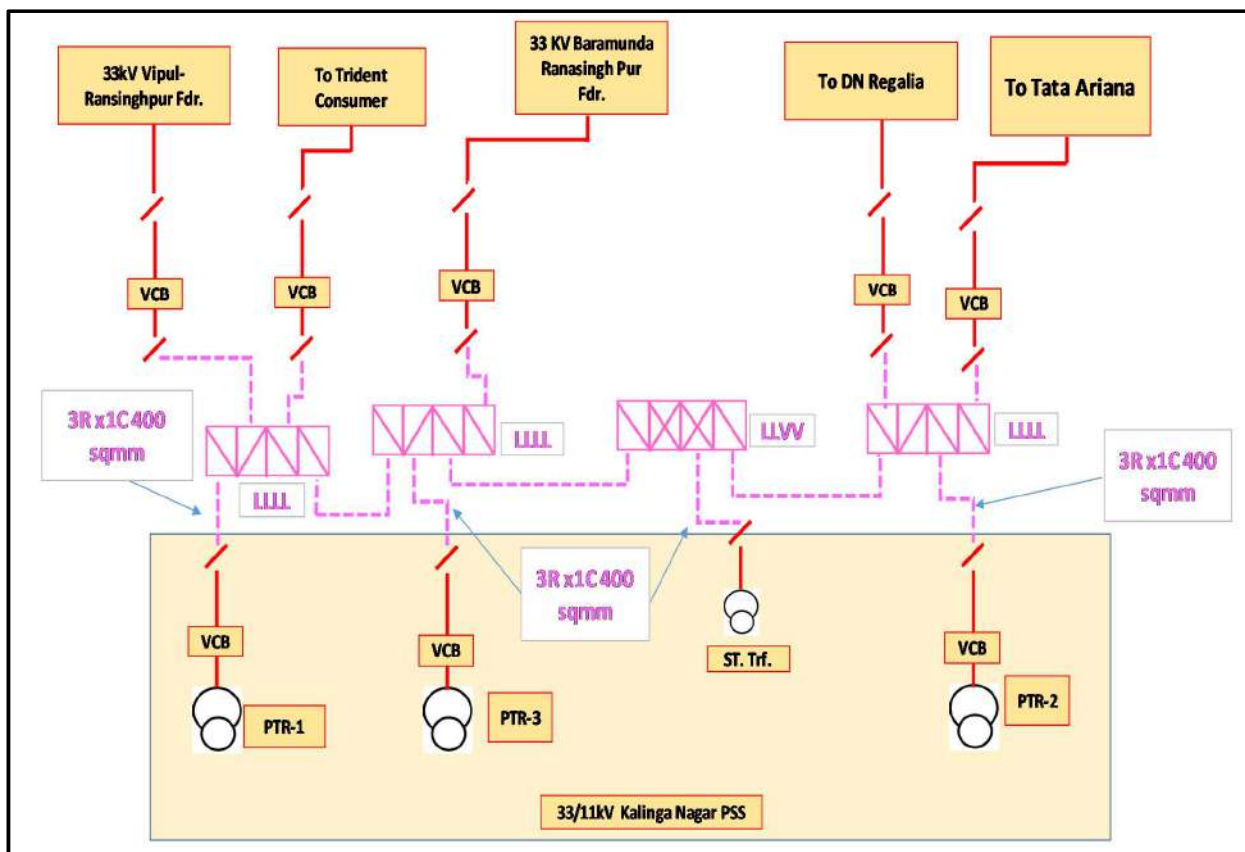 33kV Vipul-
Ransinghpur Fdr.
To Trident
Consumer
33 KV Baramunda
Ranasingh Pur
Fdr.
To DN Regalia
To Tata Ariana
VCB
VCB
VCB
VCB
VCB
3R x1C 400
sqmm
LLLL
LLLL
LLVV
LLLL
3R x1C 400
sqmm
3R x1C 400
sqmm
VCB
VCB
ST. Trf.
VCB
PTR-1
PTR-3
PTR-2
33/11kV Kalinga Nagar PSS